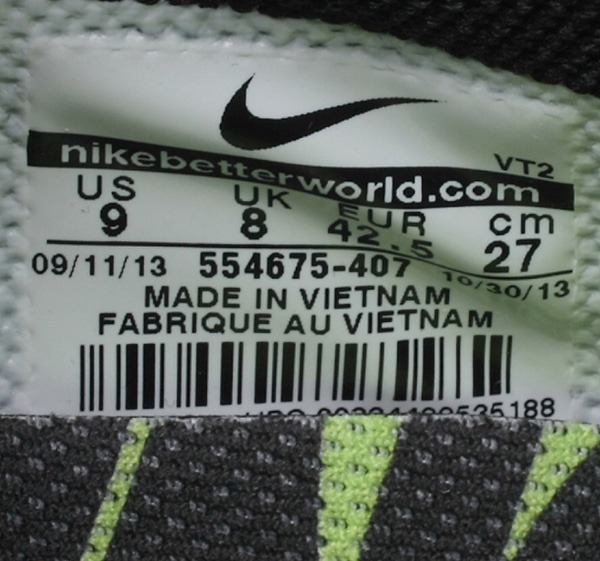 nikebetterworld.com
VT2
US UK EUR cm
9 8 42.5 27
09/11/13 554675-407 10/30/13
MADE IN VIETNAM
FABRIQUE AU VIETNAM